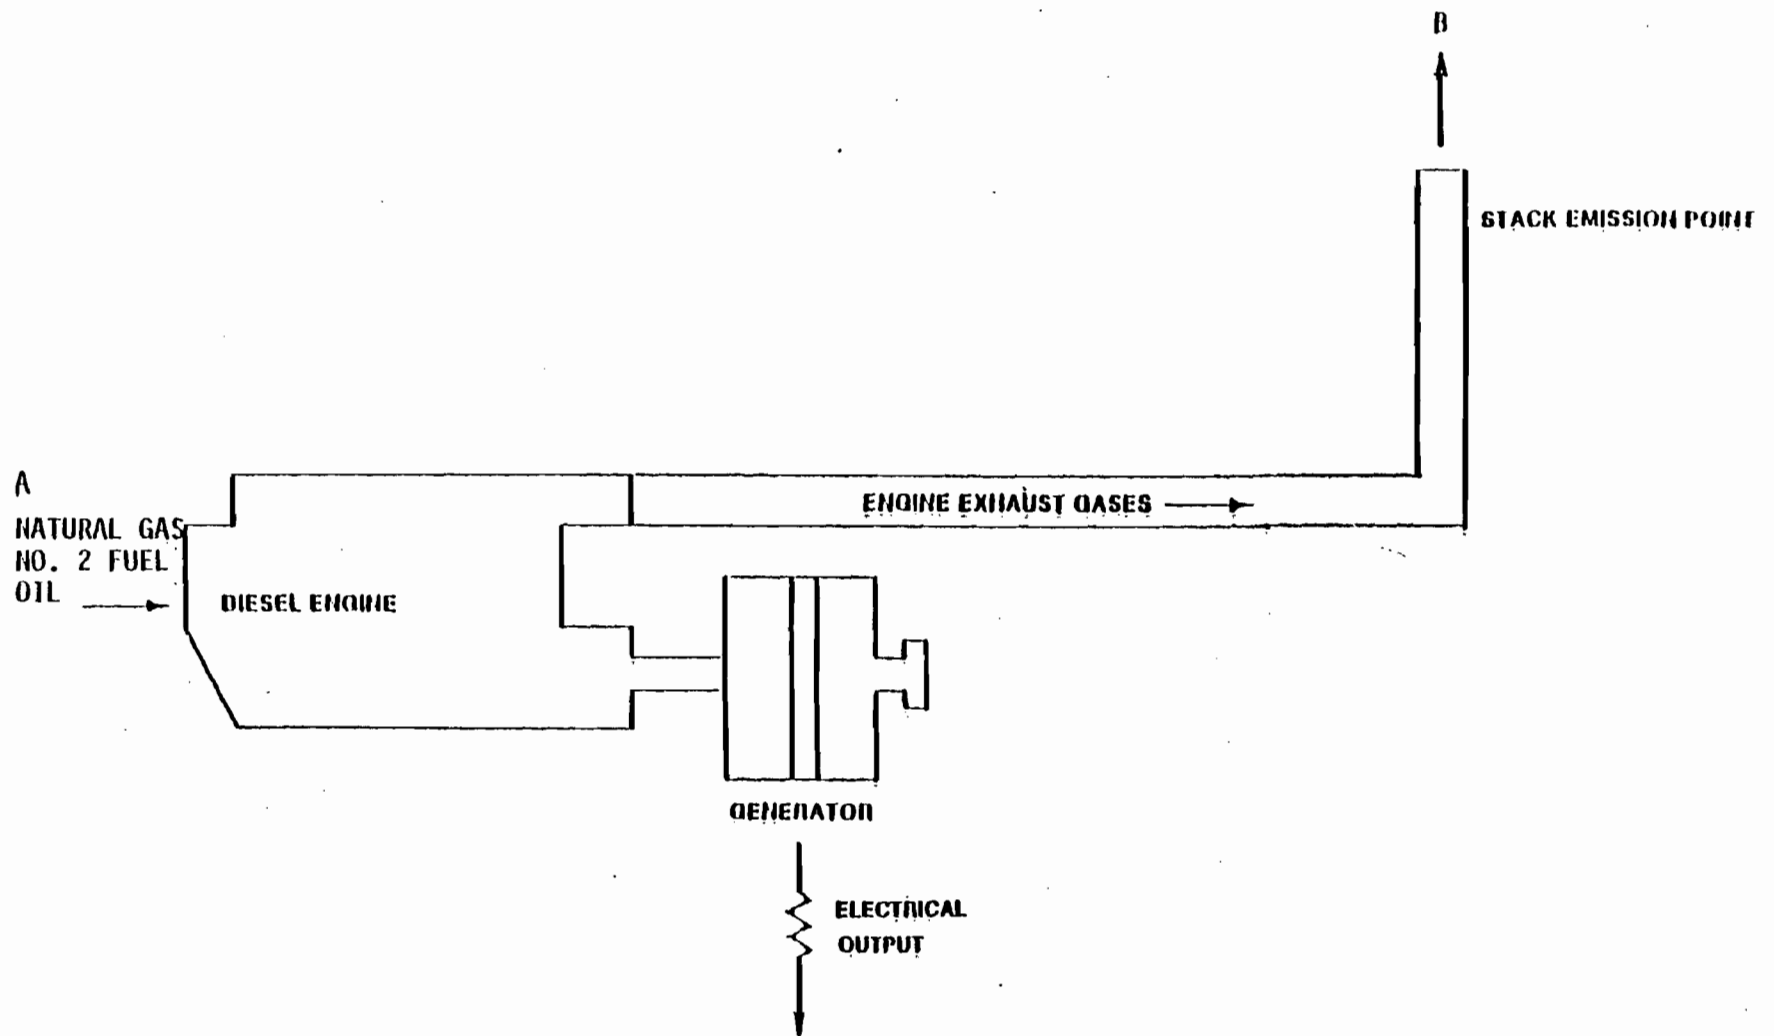 B
STACK EMISSION POINT
A
NATURAL GAS
NO. 2 FUEL
OIL
ENGINE EXHAUST GASES
DIESEL ENGINE
GENERATOR
ELECTRICAL
OUTPUT